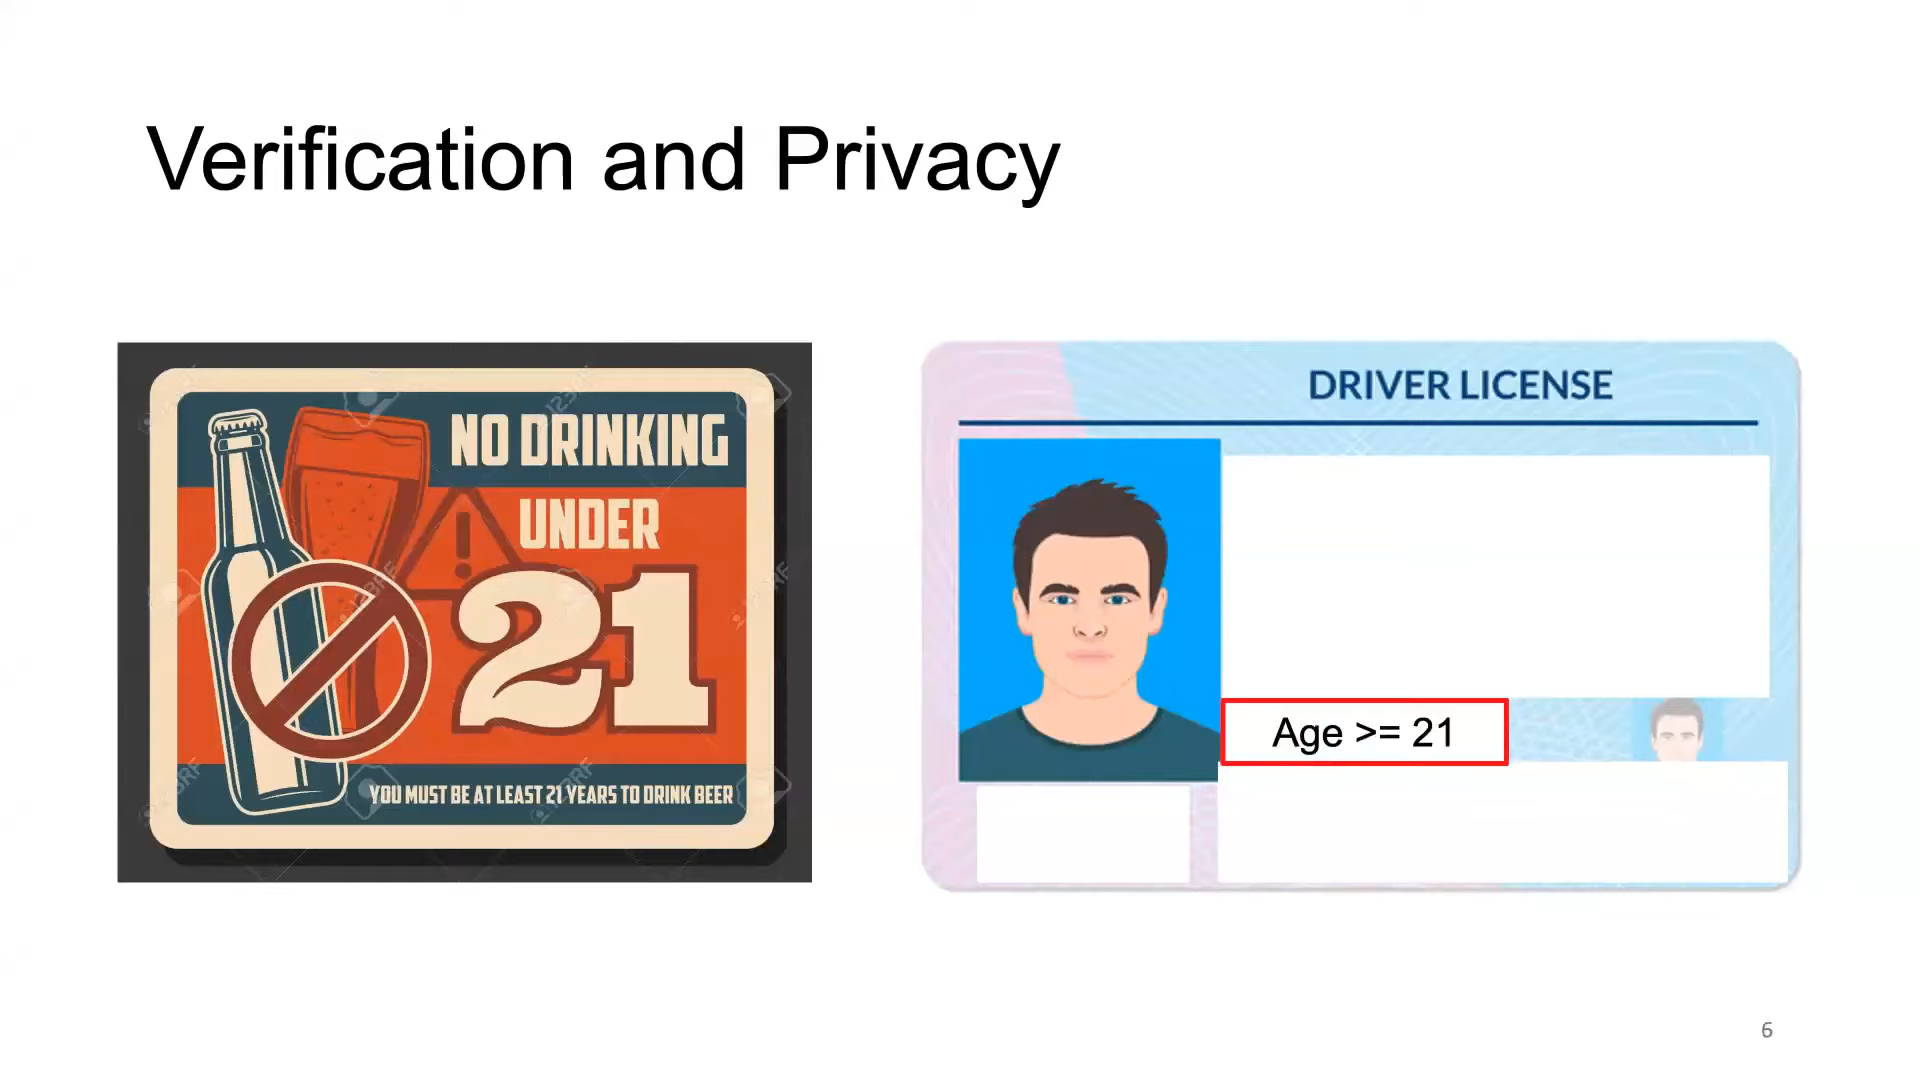 Verification and Privacy
NO DRINKING
UNDER
21
YOU MUST BE AT LEAST 21 YEARS TO DRINK BEER
DRIVER LICENSE
Age >= 21
6